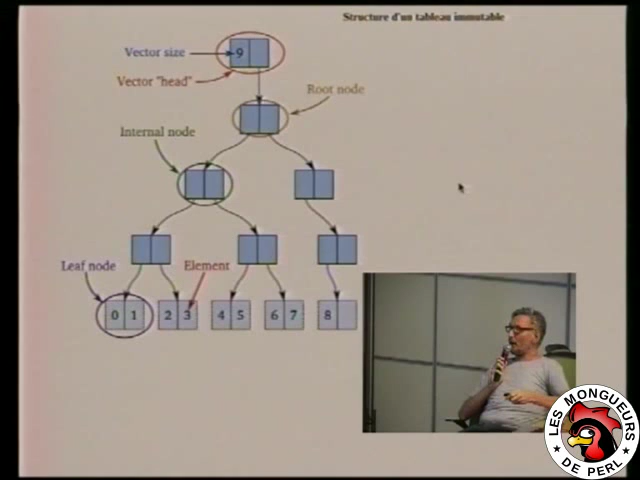 Structure d'un tableau immutable
Vector size
9
Vector "head"
Root node
Internal node
Leaf node
Element
0 1
2 3
4 5
6 7
8
LES MONGUEURS
★ DE PERL ★